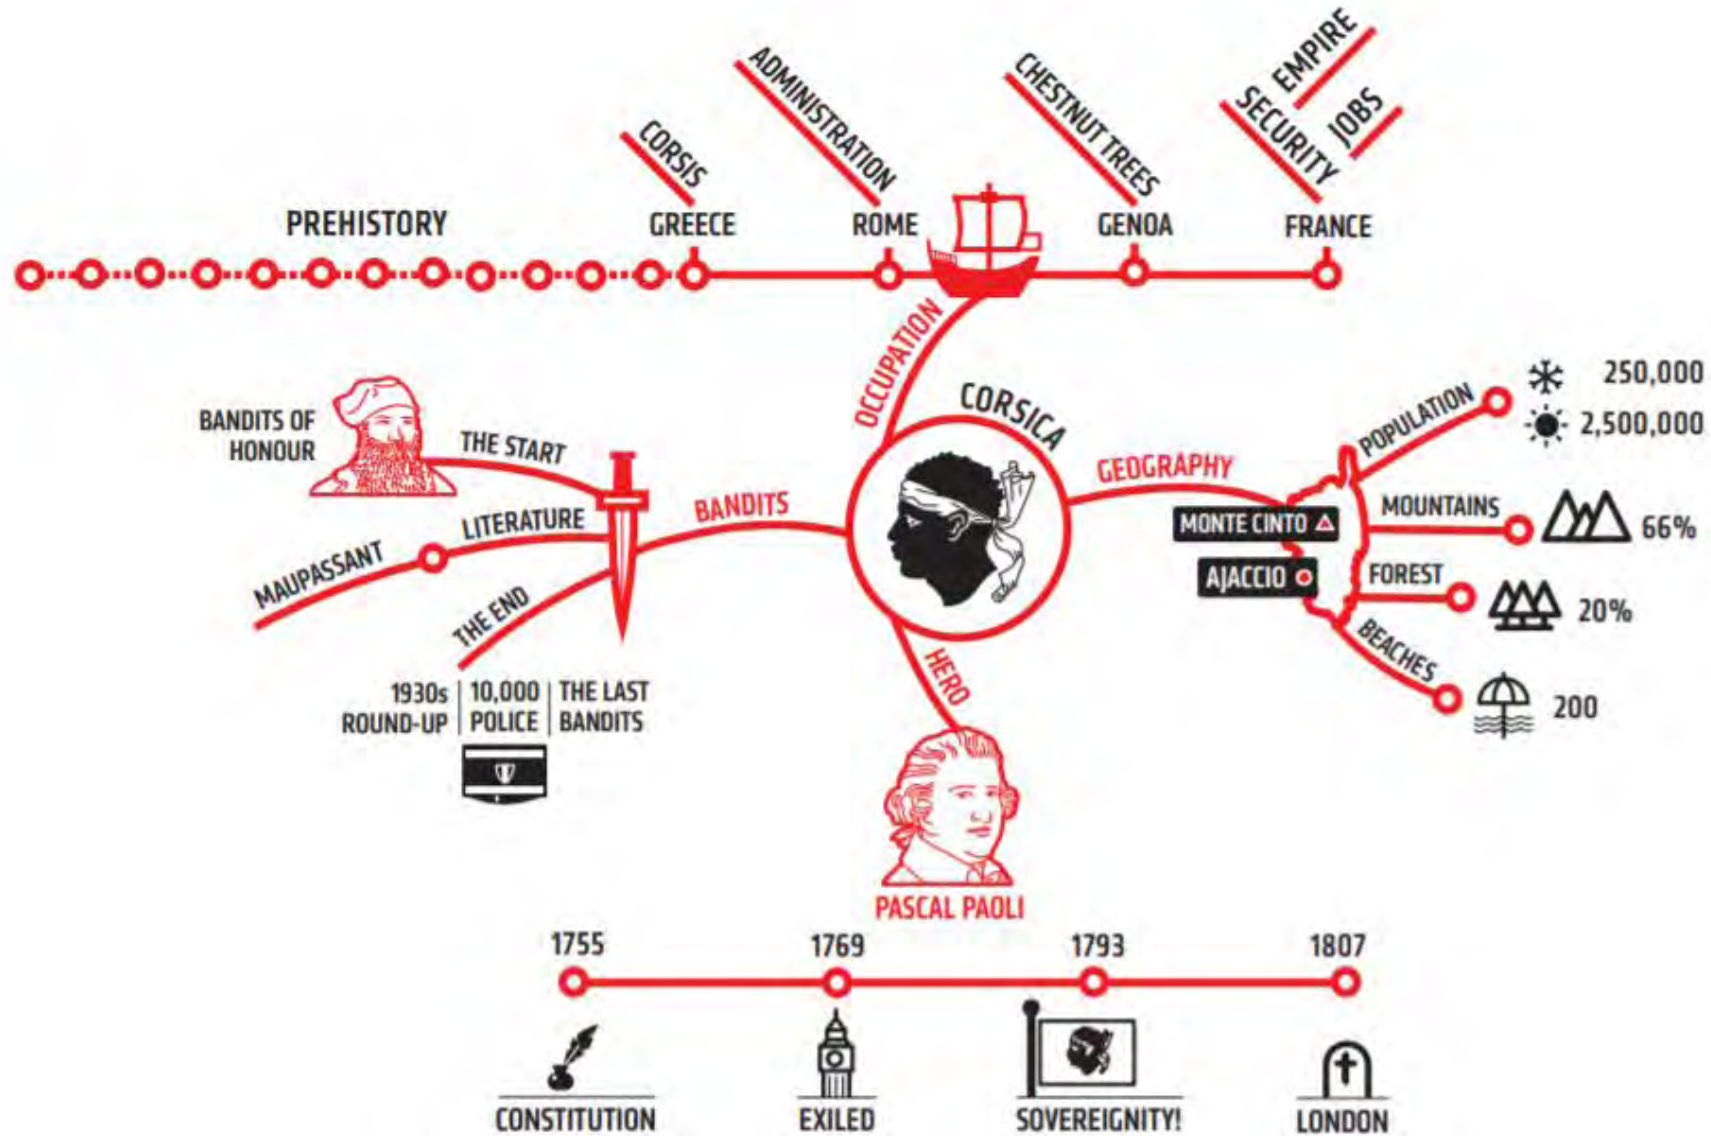 EMPIRE
ADMINISTRATION
CHESTNUT TREES
SECURITY
JOBS
CORSIS
PREHISTORY
GREECE
ROME
GENOA
FRANCE
OCCUPATION
CORSICA
BANDITS OF
HONOUR
THE START
LITERATURE
MAUPASSANT
THE END
BANDITS
1930s
ROUND-UP
10,000
POLICE
THE LAST
BANDITS
GEOGRAPHY
MONTE CINTO
AJACCIO
POPULATION
250,000
2,500,000
MOUNTAINS
66%
FOREST
20%
BEACHES
200
HERO
PASCAL PAOLI
1755
1769
1793
1807
CONSTITUTION
EXILED
SOVEREIGNITY!
LONDON